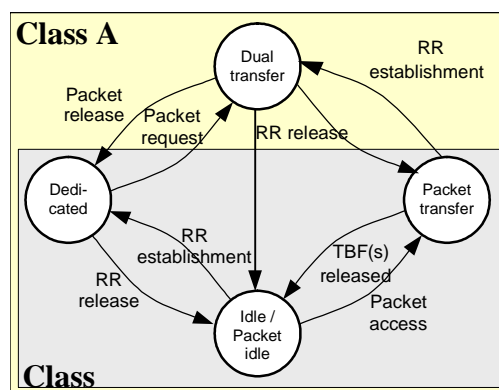 Class A
Dual
transfer
RR
establishment
Packet
release
Packet
request
RR release
Dedi-
cated
Packet
transfer
RR
establishment
TBF(s)
released
RR
release
Packet
access
Idle /
Packet
idle
Class